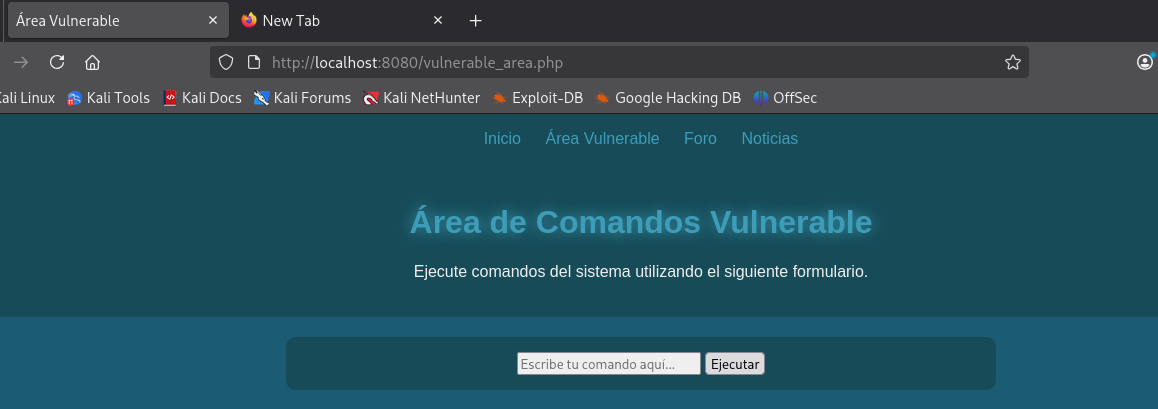 Área Vulnerable
New Tab
http://localhost:8080/vulnerable_area.php
Kali Linux Kali Tools Kali Docs Kali Forums Kali NetHunter Exploit-DB Google Hacking DB OffSec
Inicio Área Vulnerable Foro Noticias
Área de Comandos Vulnerable
Ejecute comandos del sistema utilizando el siguiente formulario.
Escribe tu comando aquí... Ejecutar